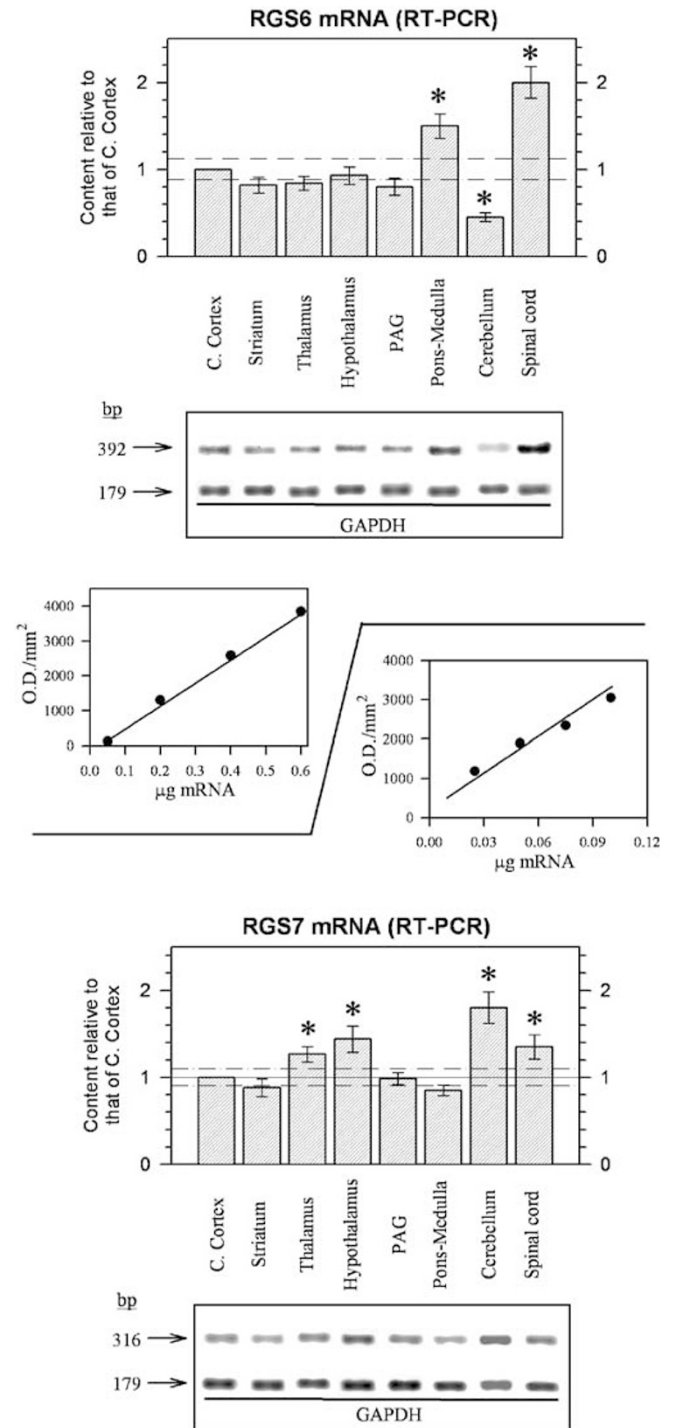 RGS6 mRNA (RT-PCR)
Content relative to
that of C. Cortex
2
1
0
2
1
0
*
*
*
C. Cortex
Striatum
Thalamus
Hypothalamus
PAG
Pons-Medulla
Cerebellum
Spinal cord
bp
392
179
GAPDH
O.D./mm²
4000
3000
2000
1000
0
0.0 0.1 0.2 0.3 0.4 0.5 0.6
µg mRNA
O.D./mm²
4000
3000
2000
1000
0
0.00 0.03 0.06 0.09 0.12
µg mRNA
RGS7 mRNA (RT-PCR)
Content relative to
that of C. Cortex
2
1
0
2
1
0
*
*
*
*
C. Cortex
Striatum
Thalamus
Hypothalamus
PAG
Pons-Medulla
Cerebellum
Spinal cord
bp
316
179
GAPDH